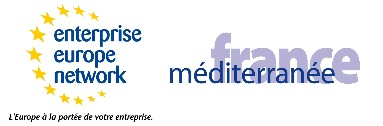 enterprise
europe
network
france
méditerranée
L'Europe à la portée de votre entreprise.